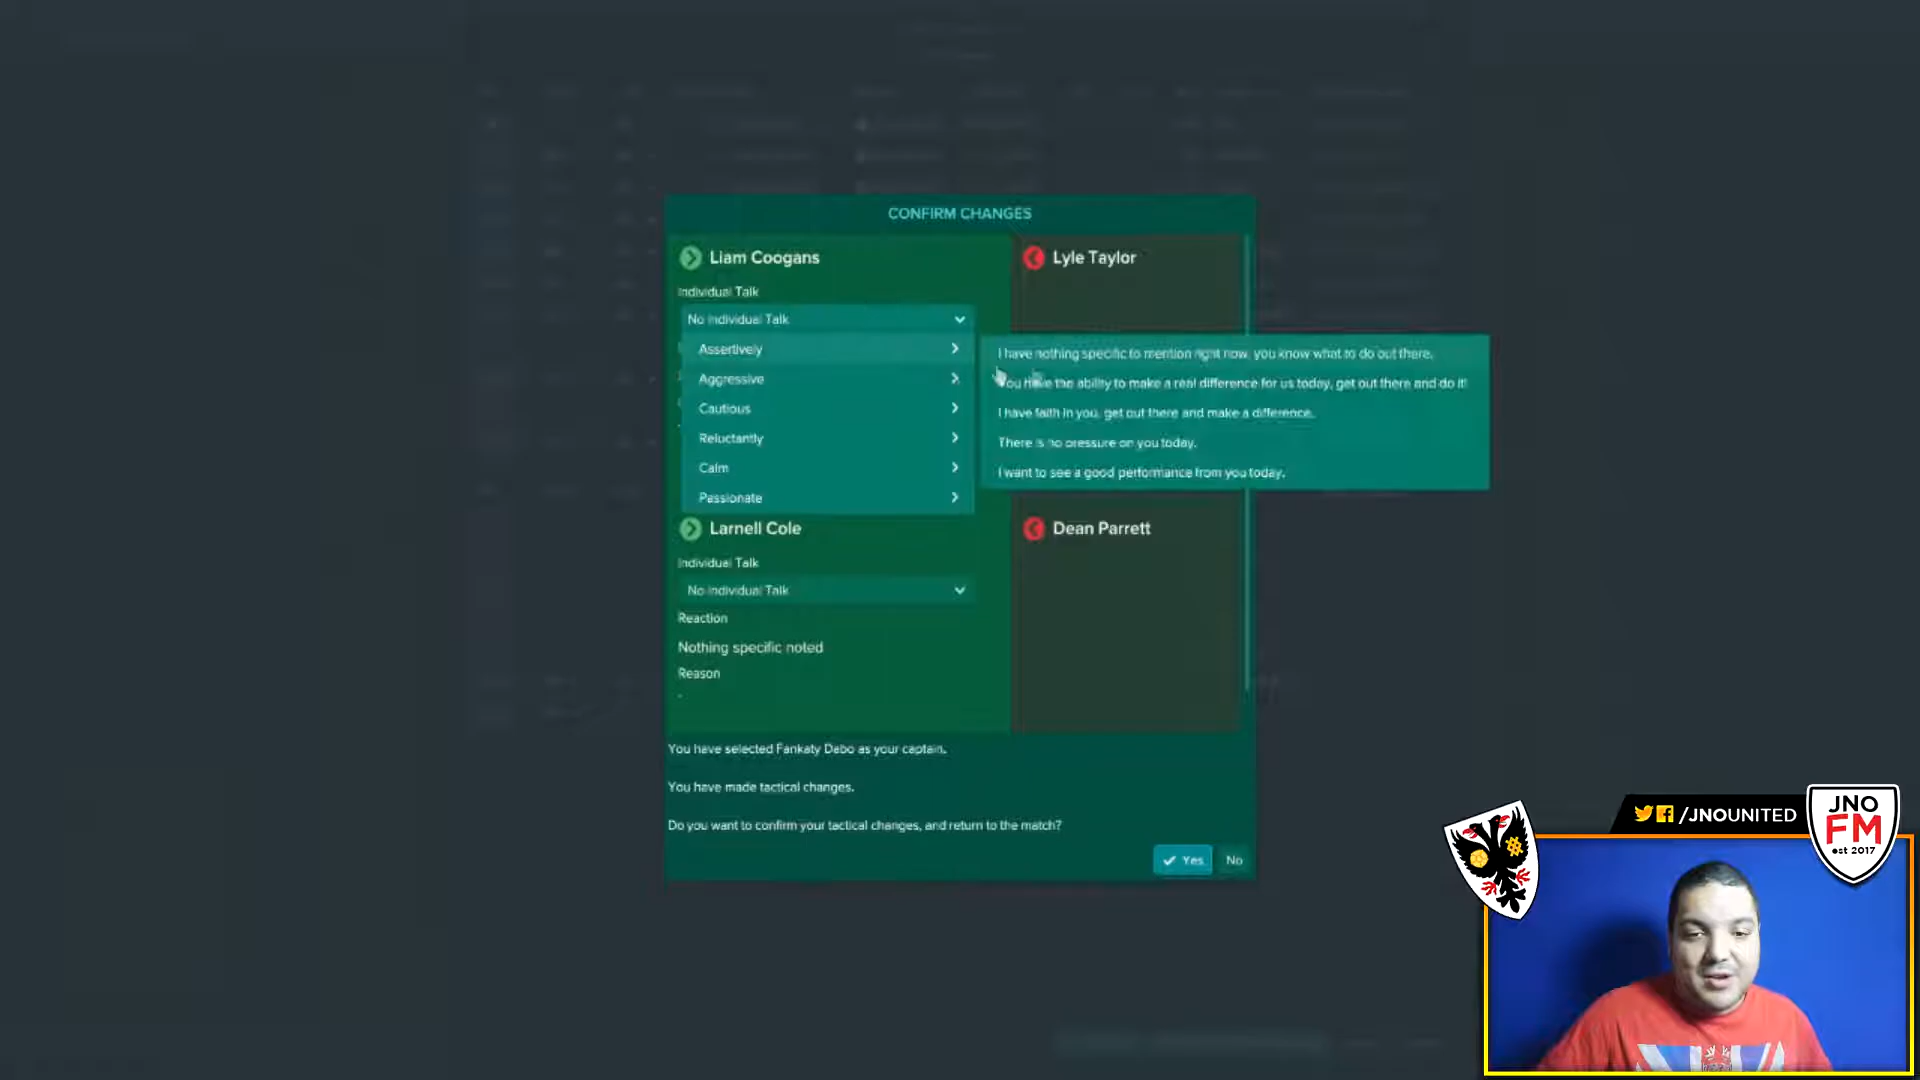 CONFIRM CHANGES
Liam Coogans
Lyle Taylor
Individual Talk
No Individual Talk
Assertively
Aggressive
Cautious
Reluctantly
Calm
Passionate
I have nothing specific to mention right now, you know what to do out there.
You have the ability to make a real difference for us today, get out there and do it!
I have faith in you, get out there and make a difference.
There is no pressure on you today.
I want to see a good performance from you today.
Larnell Cole
Dean Parrett
Individual Talk
No Individual Talk
Reaction
Nothing specific noted
Reason
-
You have selected Fankaty Dabo as your captain.
You have made tactical changes.
Do you want to confirm your tactical changes, and return to the match?
Yes
No
/JNOUNITED
JNO
FM
est 2017